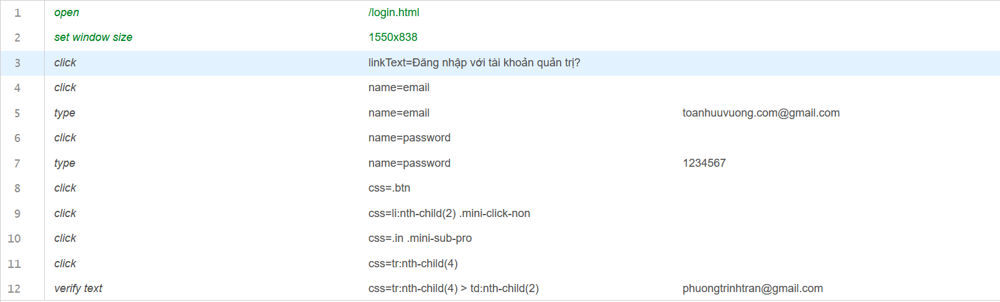 1 open /login.html
2 set window size 1550x838
3 click linkText=Đăng nhập với tài khoản quản trị?
4 click name=email
5 type name=email toanhuuvuong.com@gmail.com
6 click name=password
7 type name=password 1234567
8 click css=.btn
9 click css=li:nth-child(2) .mini-click-non
10 click css=.in .mini-sub-pro
11 click css=tr:nth-child(4)
12 verify text css=tr:nth-child(4) > td:nth-child(2) phuongtrinhtran@gmail.com